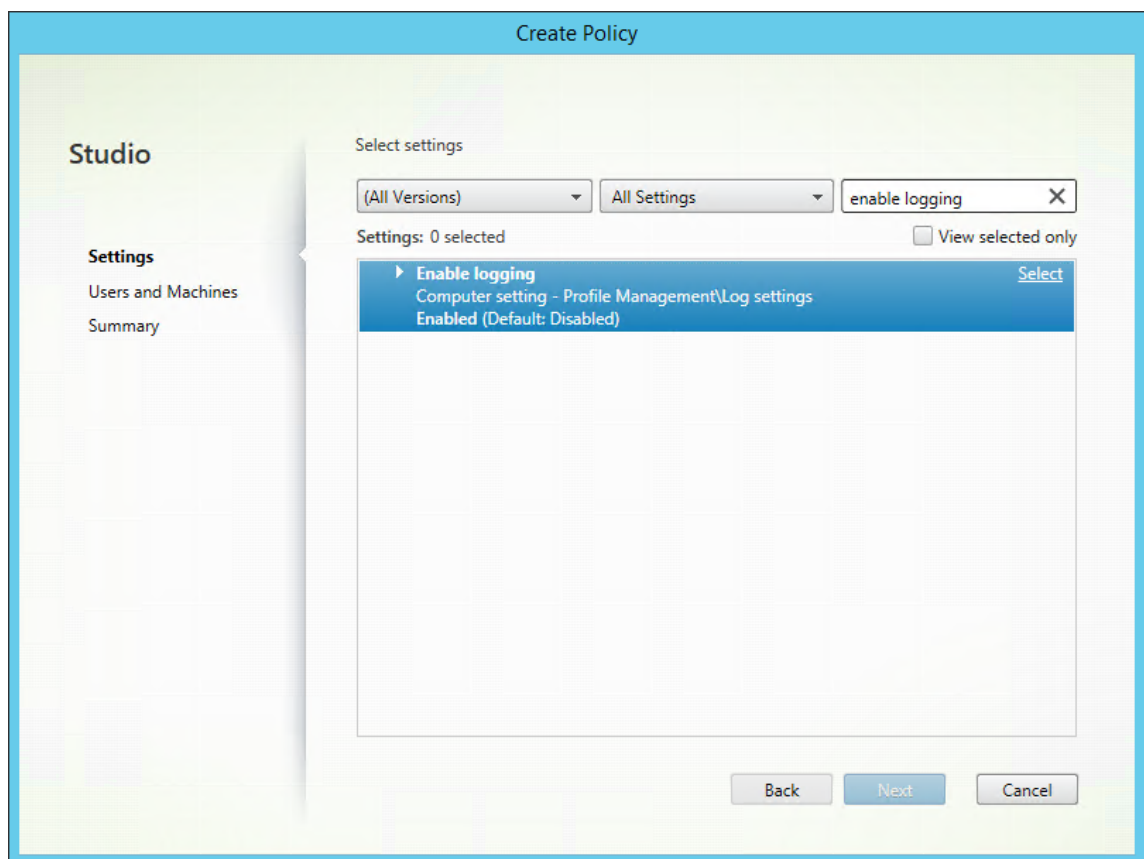 Create Policy
Studio
Settings
Users and Machines
Summary
Select settings
(All Versions)
All Settings
enable logging
Settings: 0 selected
View selected only
Enable logging
Select
Computer setting - Profile Management\Log settings
Enabled (Default: Disabled)
Back
Next
Cancel